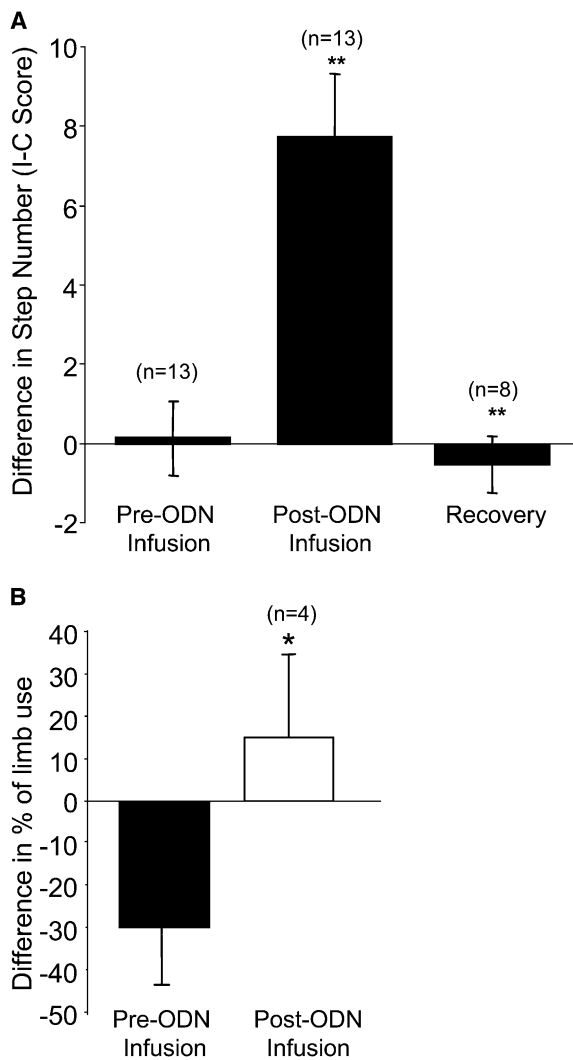 A
Difference in Step Number (I-C Score)
10
8
6
4
2
0
-2
(n=13)
(n=13)
**
(n=8)
**
Pre-ODN
Infusion
Post-ODN
Infusion
Recovery
B
Difference in % of limb use
40
30
20
10
0
-10
-20
-30
-40
-50
(n=4)
*
Pre-ODN
Infusion
Post-ODN
Infusion